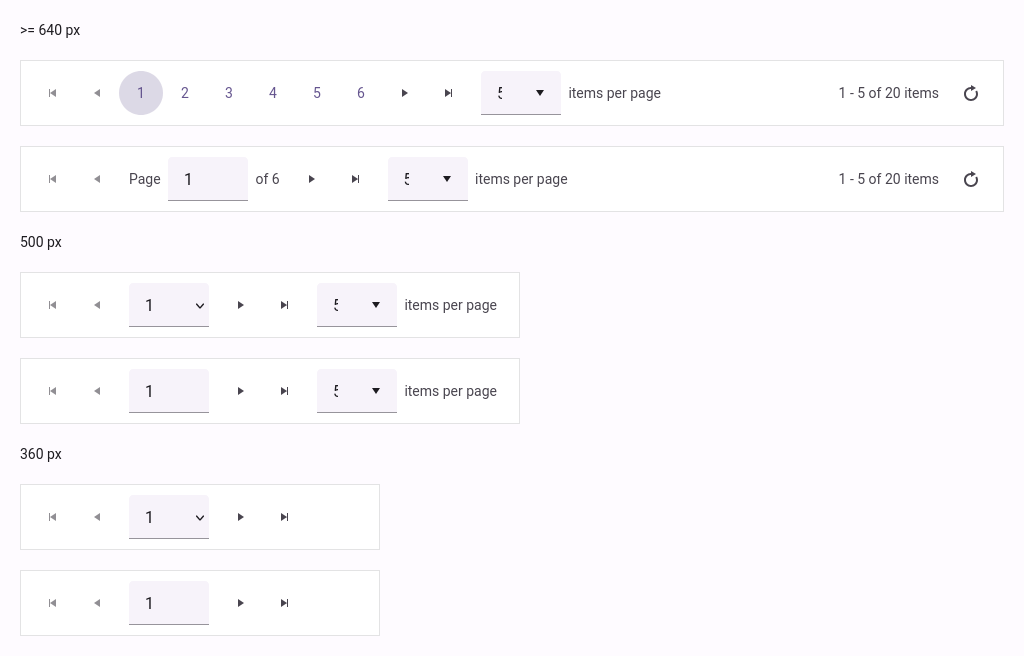 >= 640 px
1 2 3 4 5 6 5 items per page 1 - 5 of 20 items
Page 1 of 6 5 items per page 1 - 5 of 20 items
500 px
1 5 items per page
1 5 items per page
360 px
1
1